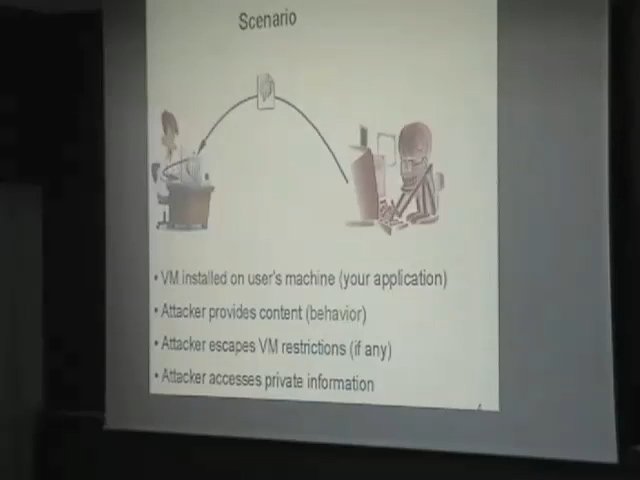 Scenario
• VM installed on user's machine (your application)
• Attacker provides content (behavior)
• Attacker escapes VM restrictions (if any)
• Attacker accesses private information